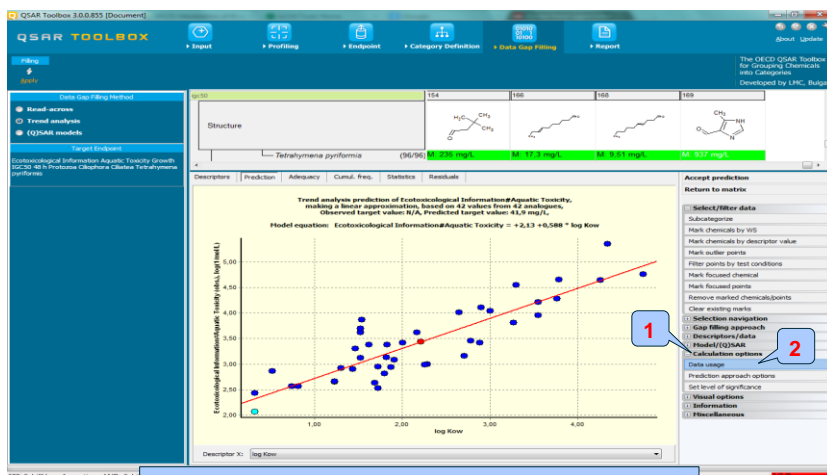 QSAR Toolbox 3.0.0.855 [Document]
QSAR TOOLBOX
Input
Profiling
Endpoint
Category Definition
Data Gap Filling
Report
About Update
Filling
Apply
The OECD QSAR Toolbox
for Grouping Chemicals
into Categories
Developed by LMC, Bulga
Data Gap Filling Method
Read-across
Trend analysis
(Q)SAR models
Target Endpoint
Ecotoxicological Information Aquatic Toxicity Growth
IGC50 48 h Protozoa Ciliophora Ciliatea Tetrahymena
pyriformis
154 166 168 169
Structure
H₃C CH₃
CH₃
O
CH₃
NH
N
O
Tetrahymena pyriformis (96/96) M: 235 mg/L M: 17,3 mg/L M: 9.51 mg/L M: 937 mg/L
Descriptors Prediction Adequacy Cumul. freq. Statistics Residuals
Trend analysis prediction of Ecotoxicological Information#Aquatic Toxicity,
making a linear approximation, based on 42 values from 42 analogues,
Observed target value: N/A, Predicted target value: 41,9 mg/L,
Model equation: Ecotoxicological Information#Aquatic Toxicity = +2,13 +0,588 * log Kow
5,00
4,50
4,00
3,50
3,00
2,50
2,00
1,00 2,00 3,00 4,00
log Kow
Descriptor X: log Kow
Accept prediction
Return to matrix
Select/filter data
Subcategorize
Mark chemicals by WS
Mark chemicals by descriptor value
Mark outlier points
Filter points by test conditions
Mark focused chemical
Mark focused points
Remove marked chemicals/points
Clear existing marks
Selection navigation
Gap filling approach
Descriptors/data
Model/(Q)SAR
Calculation options
Data usage
Prediction approach options
Set level of significance
Visual options
Information
Miscellaneous
1
2